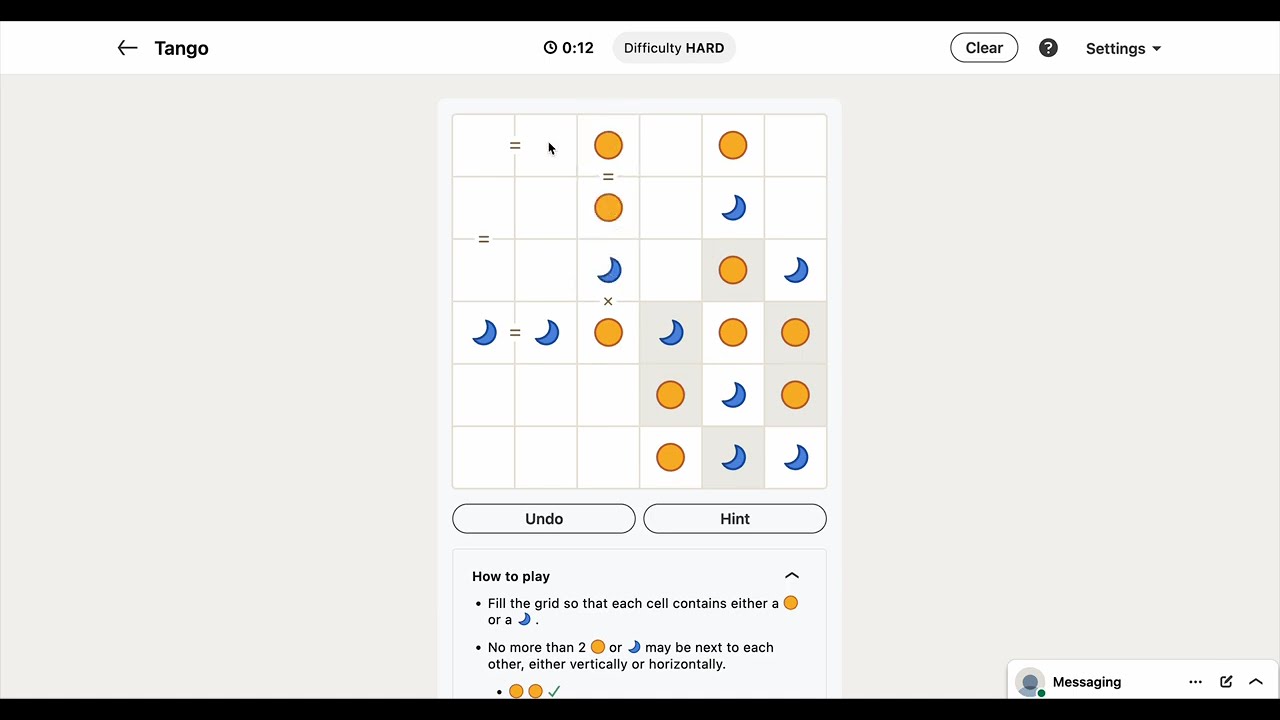 Tango
0:12
Difficulty HARD
Clear
?
Settings
=
=
=
×
=
Undo
Hint
How to play
• Fill the grid so that each cell contains either a
or a .
• No more than 2 or may be next to each
other, either vertically or horizontally.
Messaging